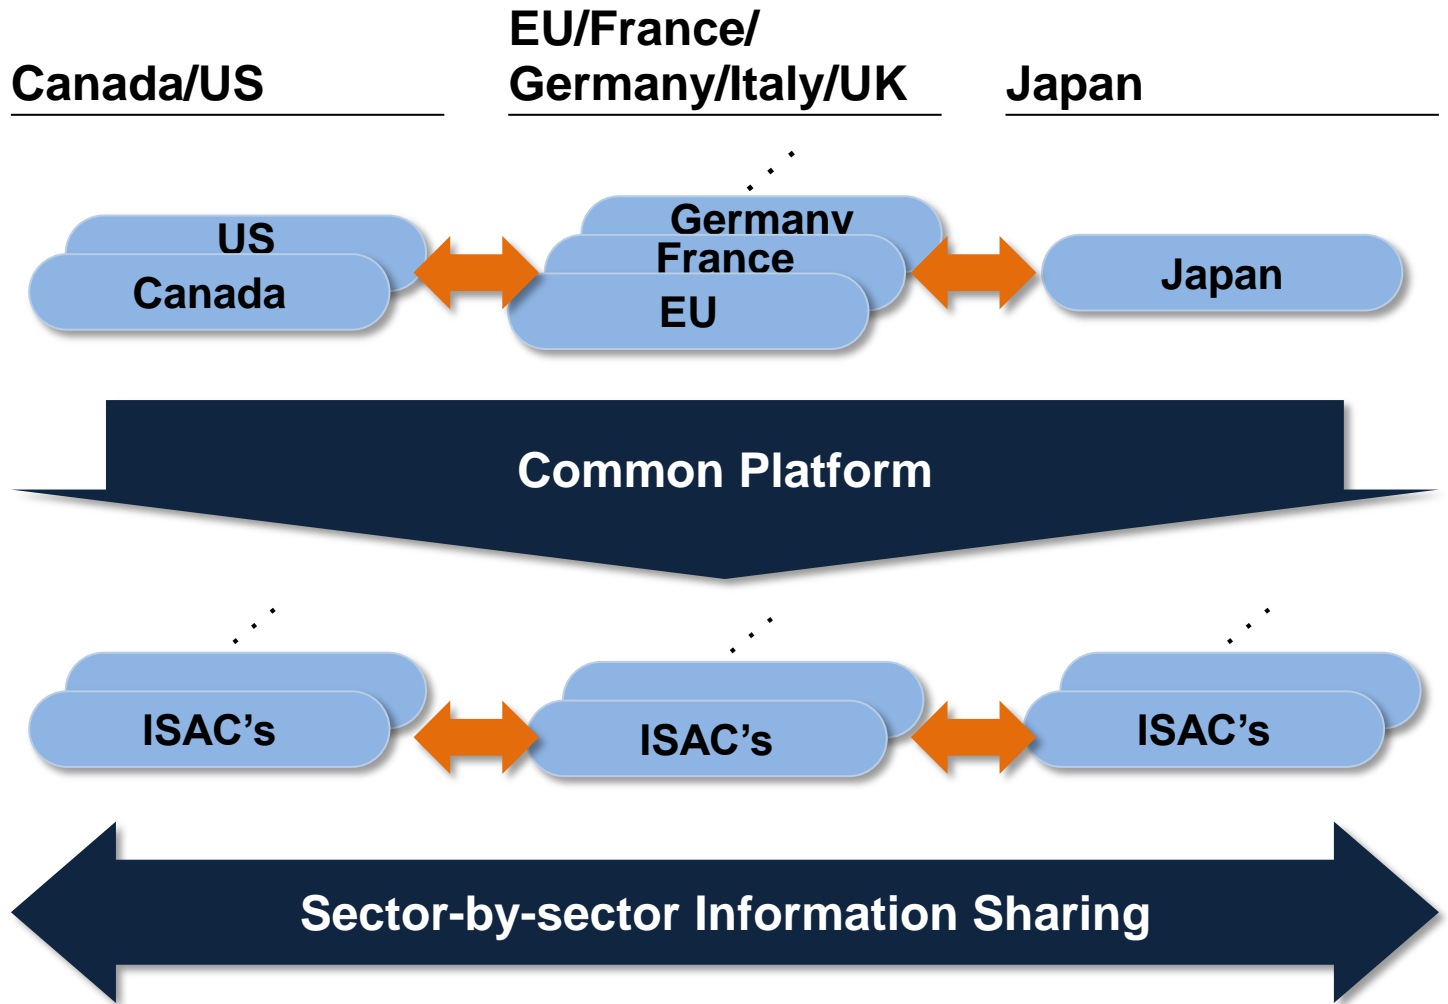 Canada/US
EU/France/
Germany/Italy/UK
Japan
US
Canada
Germany
France
EU
Japan
Common Platform
ISAC’s
ISAC’s
ISAC’s
Sector-by-sector Information Sharing